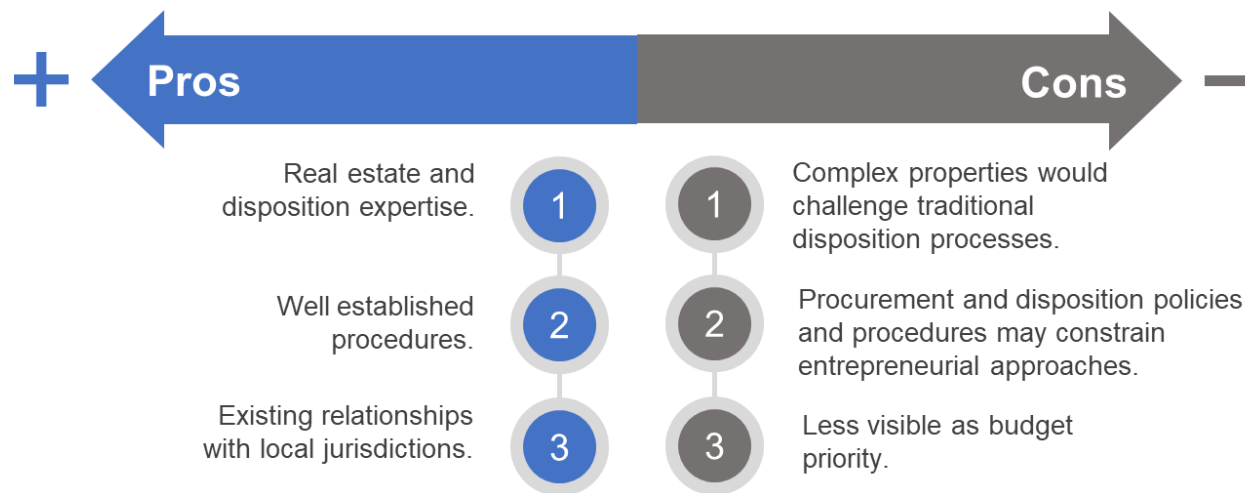 +
Pros
Cons
−
Real estate and
disposition expertise.
1
Well established
procedures.
2
Existing relationships
with local jurisdictions.
3
1
Complex properties would
challenge traditional
disposition processes.
2
Procurement and disposition policies
and procedures may constrain
entrepreneurial approaches.
3
Less visible as budget
priority.